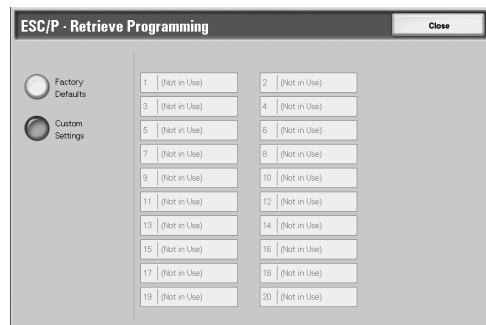 ESC/P - Retrieve Programming
Close
Factory
Defaults
Custom
Settings
1 (Not in Use)
2 (Not in Use)
3 (Not in Use)
4 (Not in Use)
5 (Not in Use)
6 (Not in Use)
7 (Not in Use)
8 (Not in Use)
9 (Not in Use)
10 (Not in Use)
11 (Not in Use)
12 (Not in Use)
13 (Not in Use)
14 (Not in Use)
15 (Not in Use)
16 (Not in Use)
17 (Not in Use)
18 (Not in Use)
19 (Not in Use)
20 (Not in Use)